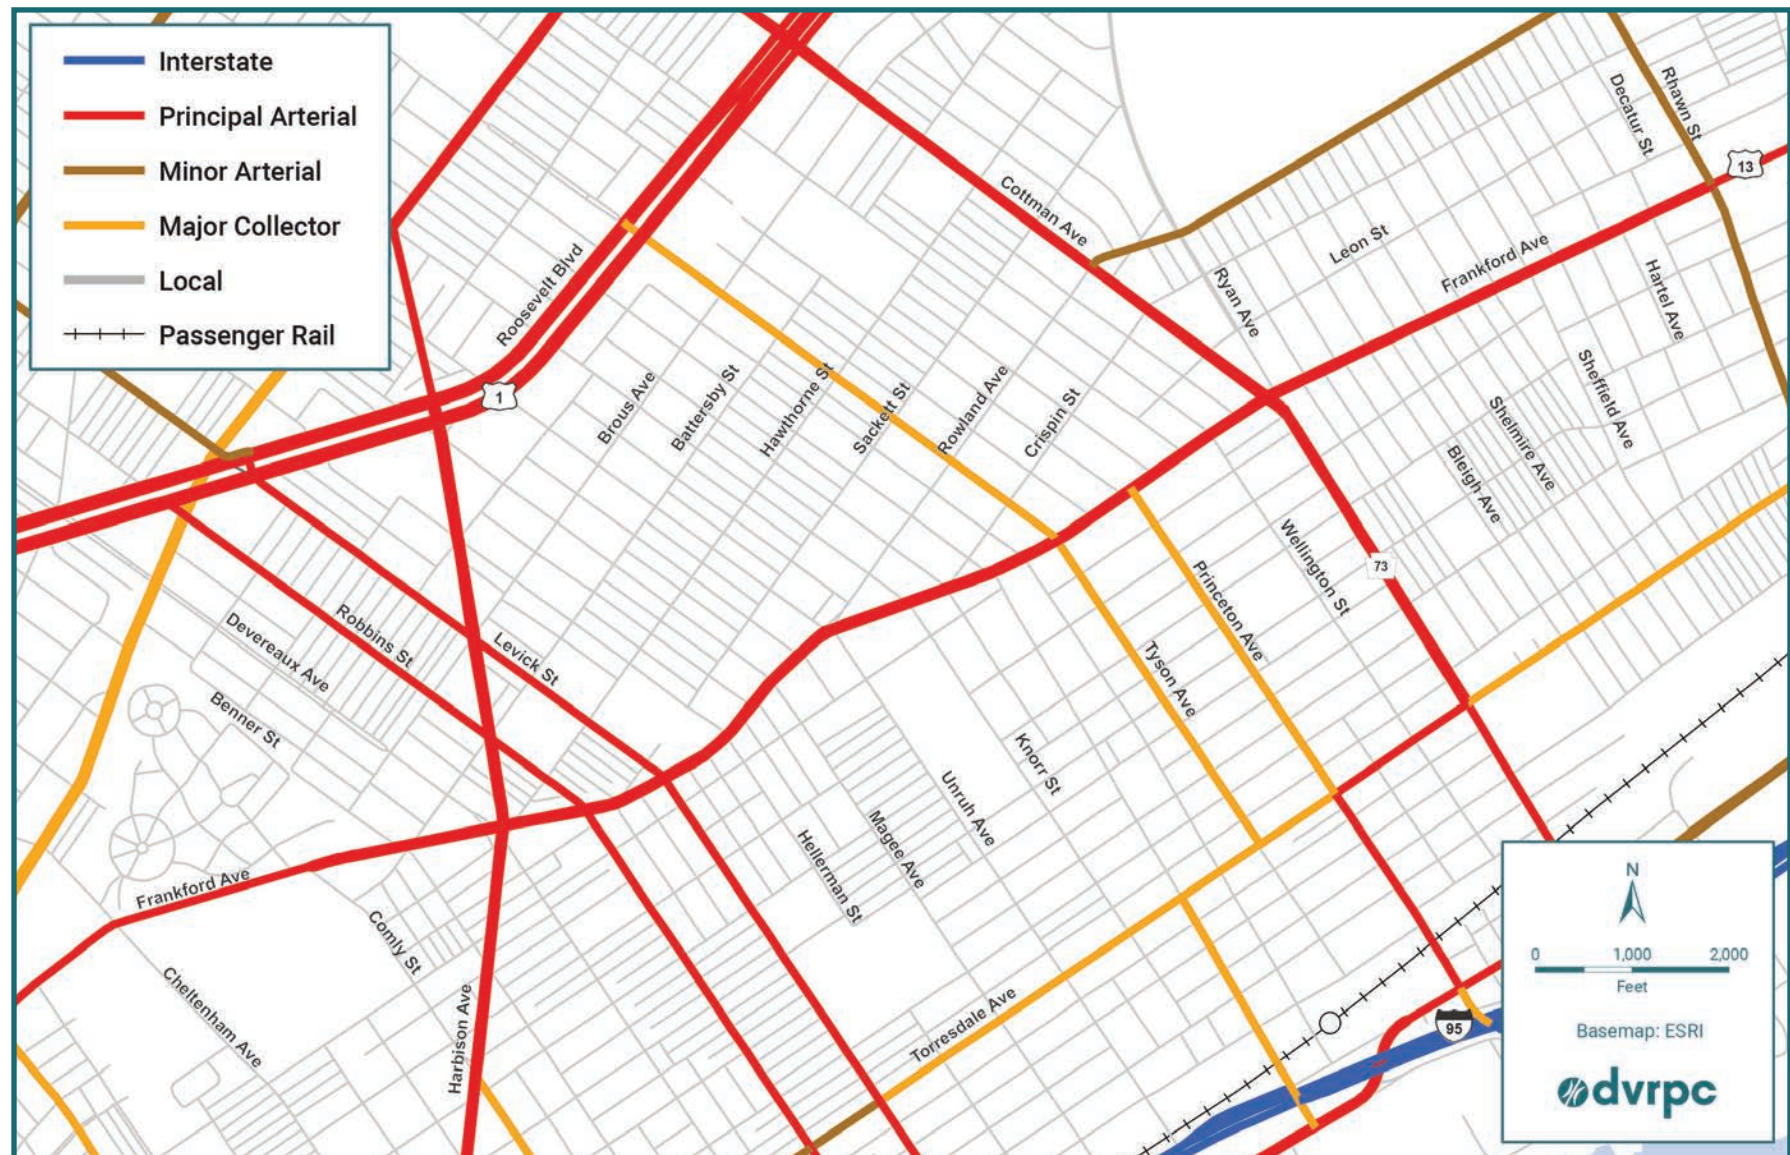 Interstate
Principal Arterial
Minor Arterial
Major Collector
Local
Passenger Rail
Roosevelt Blvd
1
Cottman Ave
Ryan Ave
Leon St
Frankford Ave
Decatur St
Rhawn St
13
Hartel Ave
Sheffield Ave
Shelmire Ave
Bleigh Ave
Brous Ave
Battersby St
Hawthorne St
Sackett St
Rowland Ave
Crispin St
Wellington St
73
Princeton Ave
Tyson Ave
Knorr St
Unruh Ave
Magee Ave
Hellerman St
Levick St
Robbins St
Devereaux Ave
Benner St
Frankford Ave
Comly St
Cheltenham Ave
Harbison Ave
Torresdale Ave
95
N
0 1,000 2,000
Feet
Basemap: ESRI
dvrpc